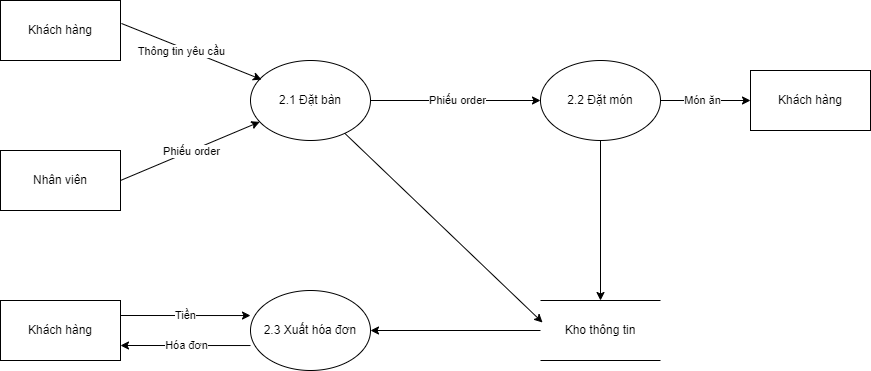 Khách hàng
Thông tin yêu cầu
2.1 Đặt bàn
Phiếu order
2.2 Đặt món
Món ăn
Khách hàng
Phiếu order
Nhân viên
Khách hàng
Tiền
Hóa đơn
2.3 Xuất hóa đơn
Kho thông tin